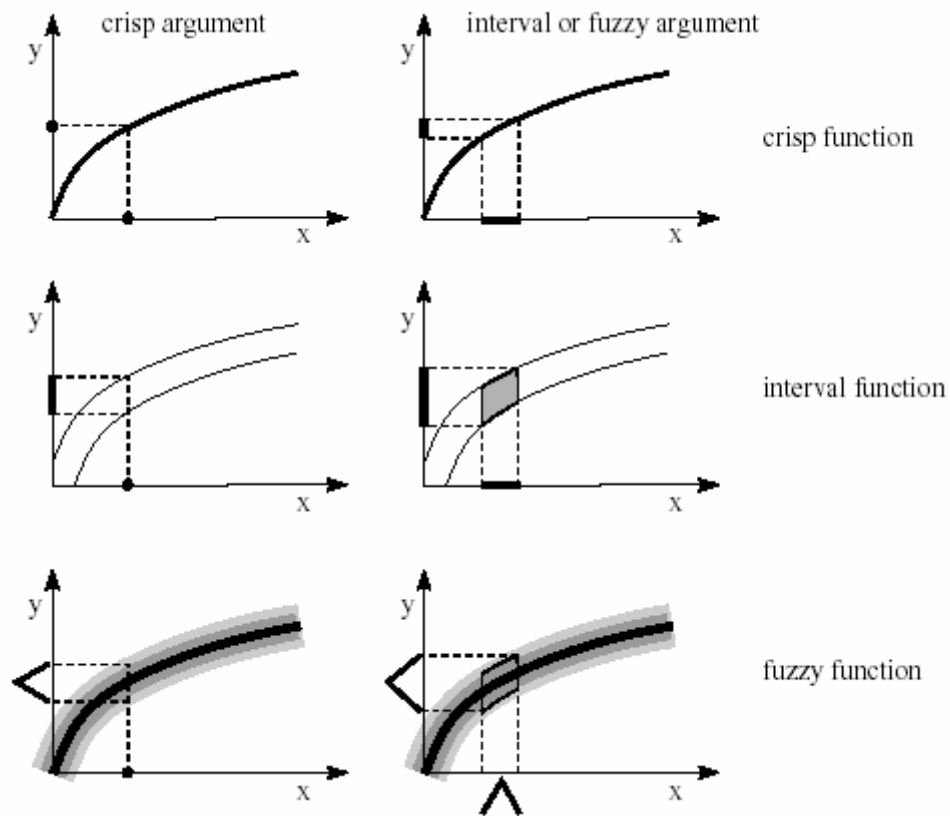 crisp argument
interval or fuzzy argument
y
x
y
x
crisp function
y
x
y
x
interval function
y
x
y
x
fuzzy function